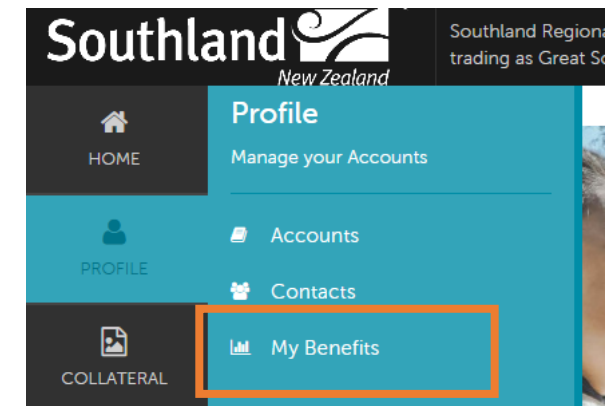 Southland
New Zealand
Southland Regiona
trading as Great So
HOME
PROFILE
COLLATERAL
Profile
Manage your Accounts
Accounts
Contacts
My Benefits